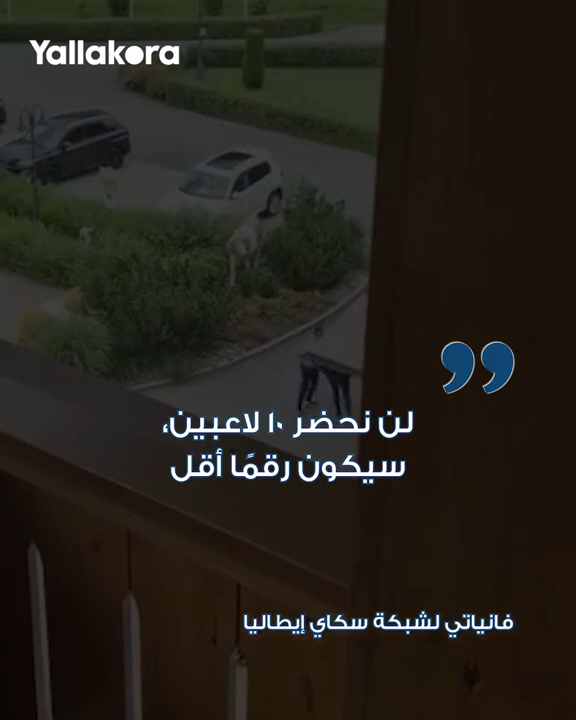 Yallakora
لن نحضر ١٠ لاعبين،
سيكون رقمًا أقل
فانياتي لشبكة سكاي إيطاليا